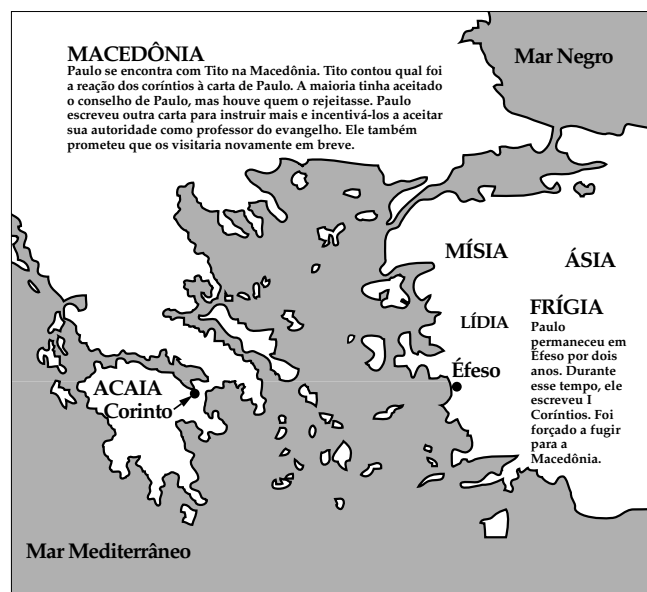 MACEDÔNIA
Paulo se encontra com Tito na Macedônia. Tito contou qual foi
a reação dos coríntios à carta de Paulo. A maioria tinha aceitado
o conselho de Paulo, mas houve quem o rejeitasse. Paulo
escreveu outra carta para instruir mais e incentivá-los a aceitar
sua autoridade como professor do evangelho. Ele também
prometeu que os visitaria novamente em breve.
Mar Negro
MÍSIA
ÁSIA
FRÍGIA
Paulo
permaneceu em
Éfeso por dois
anos. Durante
esse tempo, ele
escreveu I
Coríntios. Foi
forçado a fugir
para a
Macedônia.
LÍDIA
Éfeso
ACAIA
Corinto
Mar Mediterrâneo